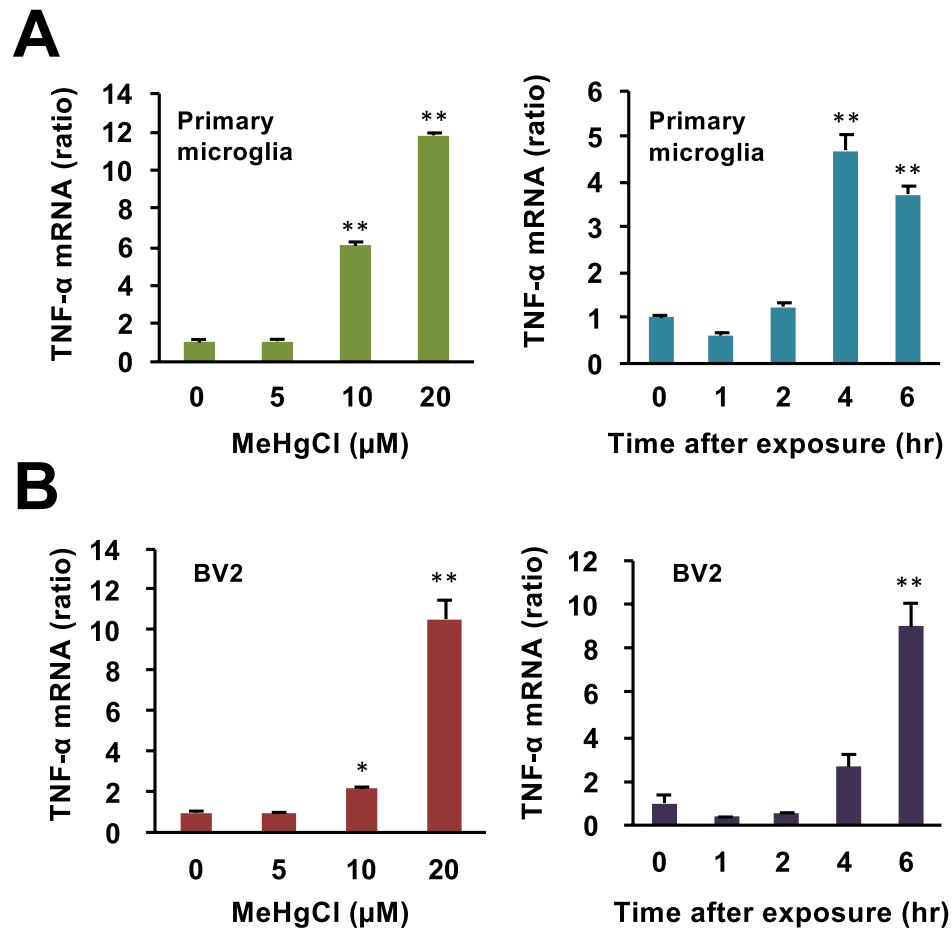 A
TNF-α mRNA (ratio)
14
12
10
8
6
4
2
0
Primary
microglia
**
**
0 5 10 20
MeHgCl (µM)
TNF-α mRNA (ratio)
6
5
4
3
2
1
0
Primary
microglia
**
**
0 1 2 4 6
Time after exposure (hr)
B
TNF-α mRNA (ratio)
14
12
10
8
6
4
2
0
BV2
*
**
0 5 10 20
MeHgCl (µM)
TNF-α mRNA (ratio)
12
10
8
6
4
2
0
BV2
**
0 1 2 4 6
Time after exposure (hr)